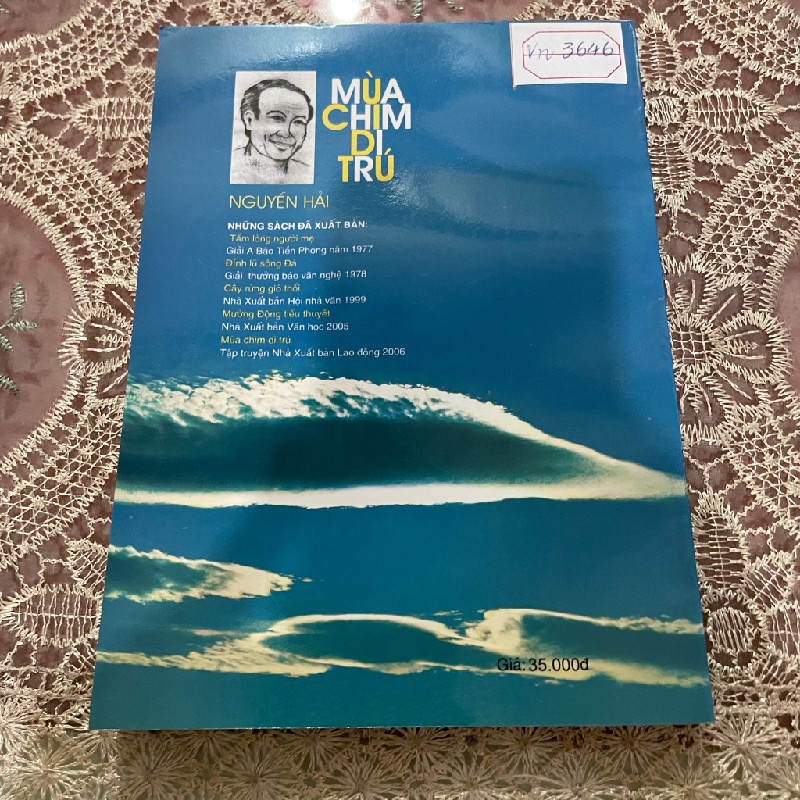 Vn 3646
MÙA
CHIM
DI
TRÚ
NGUYỄN HẢI
NHỮNG SÁCH ĐÃ XUẤT BẢN:
Tấm lòng người mẹ
Giải A Báo Tiền Phong năm 1977
Đỉnh lũ sông Đà
Giải thưởng báo văn nghệ 1978
Cây rừng gió thổi
Nhà Xuất bản Hội nhà văn 1999
Mường Động tiểu thuyết
Nhà Xuất bản Văn học 2005
Mùa chim di trú
Tập truyện Nhà Xuất bản Lao động 2006
Giá: 35.000đ